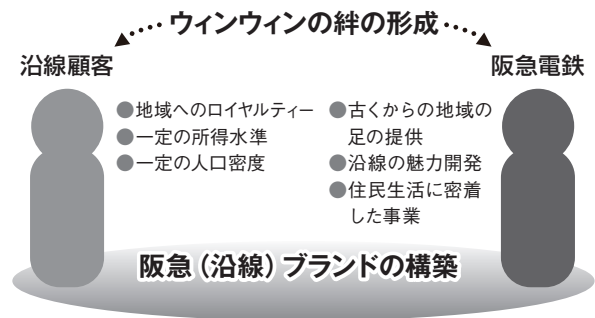 ウィンウィンの絆の形成
沿線顧客
阪急電鉄
●地域へのロイヤルティー
●一定の所得水準
●一定の人口密度
●古くからの地域の
足の提供
●沿線の魅力開発
●住民生活に密着
した事業
阪急（沿線）ブランドの構築